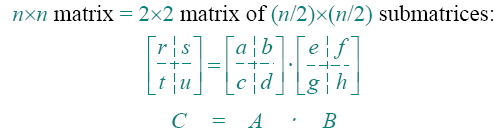 n×n matrix = 2×2 matrix of (n/2)×(n/2) submatrices:
[r s] = [a b] · [e f]
[t u] [c d] [g h]
C = A · B